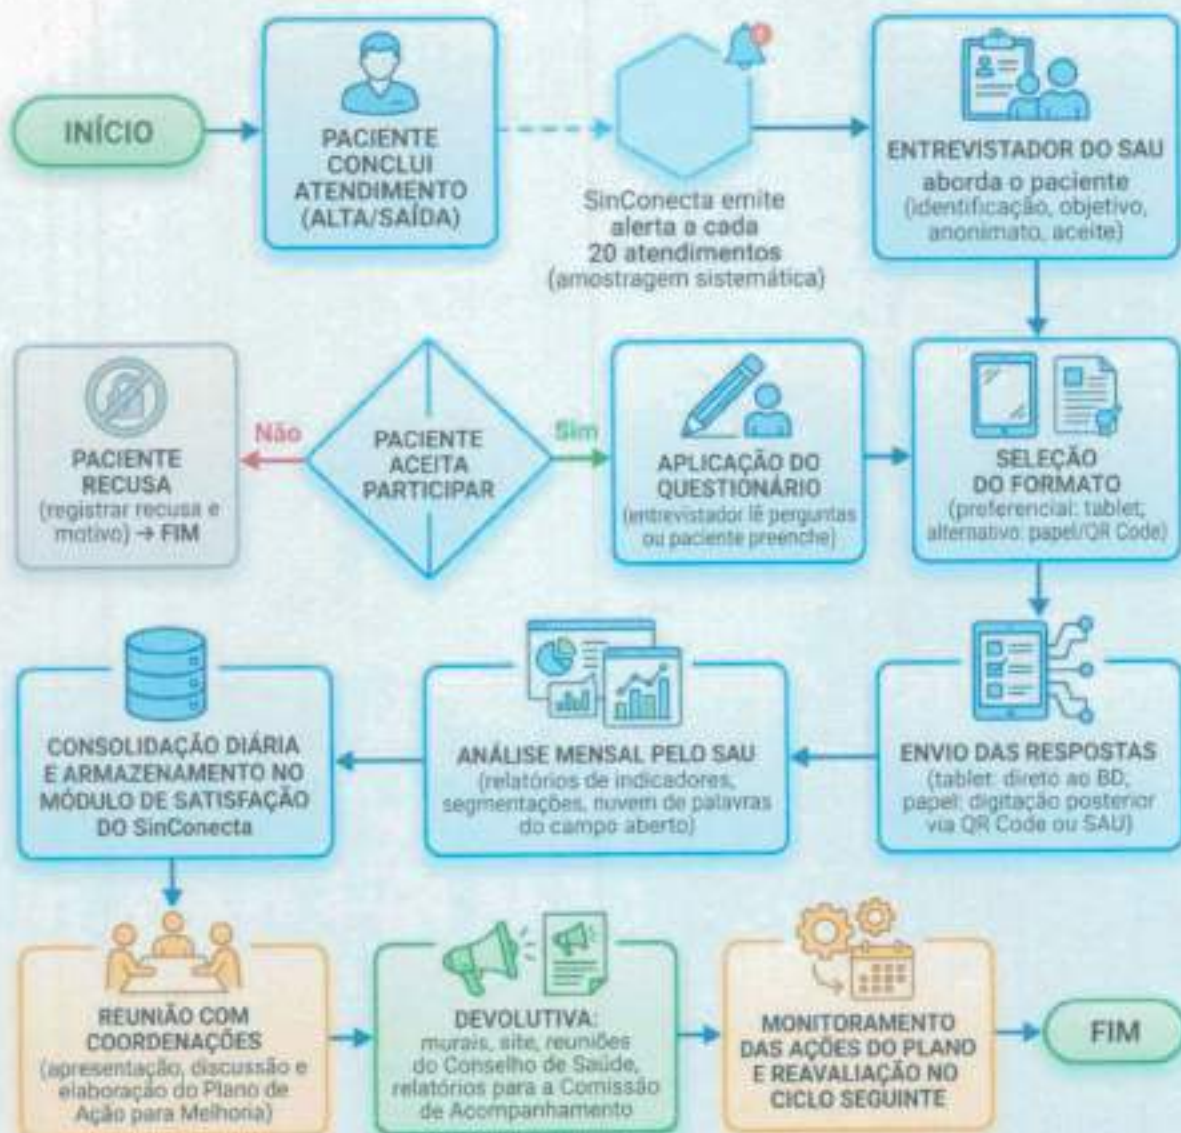 INÍCIO
PACIENTE
CONCLUI
ATENDIMENTO
(ALTA/SAÍDA)
SinConecta emite
alerta a cada
20 atendimentos
(amostragem sistemática)
ENTREVISTADOR DO SAU
aborda o paciente
(identificação, objetivo,
anonimato, aceite)
PACIENTE
RECUSA
(registrar recusa e
motivo) → FIM
Não
PACIENTE
ACEITA
PARTICIPAR
Sim
APLICAÇÃO DO
QUESTIONÁRIO
(entrevistador lê perguntas
ou paciente preenche)
SELEÇÃO
DO FORMATO
(preferencial: tablet;
alternativo: papel/QR Code)
CONSOLIDAÇÃO DIÁRIA
E ARMAZENAMENTO NO
MÓDULO DE SATISFAÇÃO
DO SinConecta
ANÁLISE MENSAL PELO SAU
(relatórios de indicadores,
segmentações, nuvem de palavras
do campo aberto)
ENVIO DAS RESPOSTAS
(tablet: direto ao BD,
papel: digitação posterior
via QR Code ou SAU)
REUNIÃO COM
COORDENAÇÕES
(apresentação, discussão e
elaboração do Plano de
Ação para Melhoria)
DEVOLUTIVA:
murais, site, reuniões
do Conselho de Saúde,
relatórios para a Comissão
de Acompanhamento
MONITORAMENTO
DAS AÇÕES DO PLANO
E REAVALIAÇÃO NO
CICLO SEGUINTE
FIM